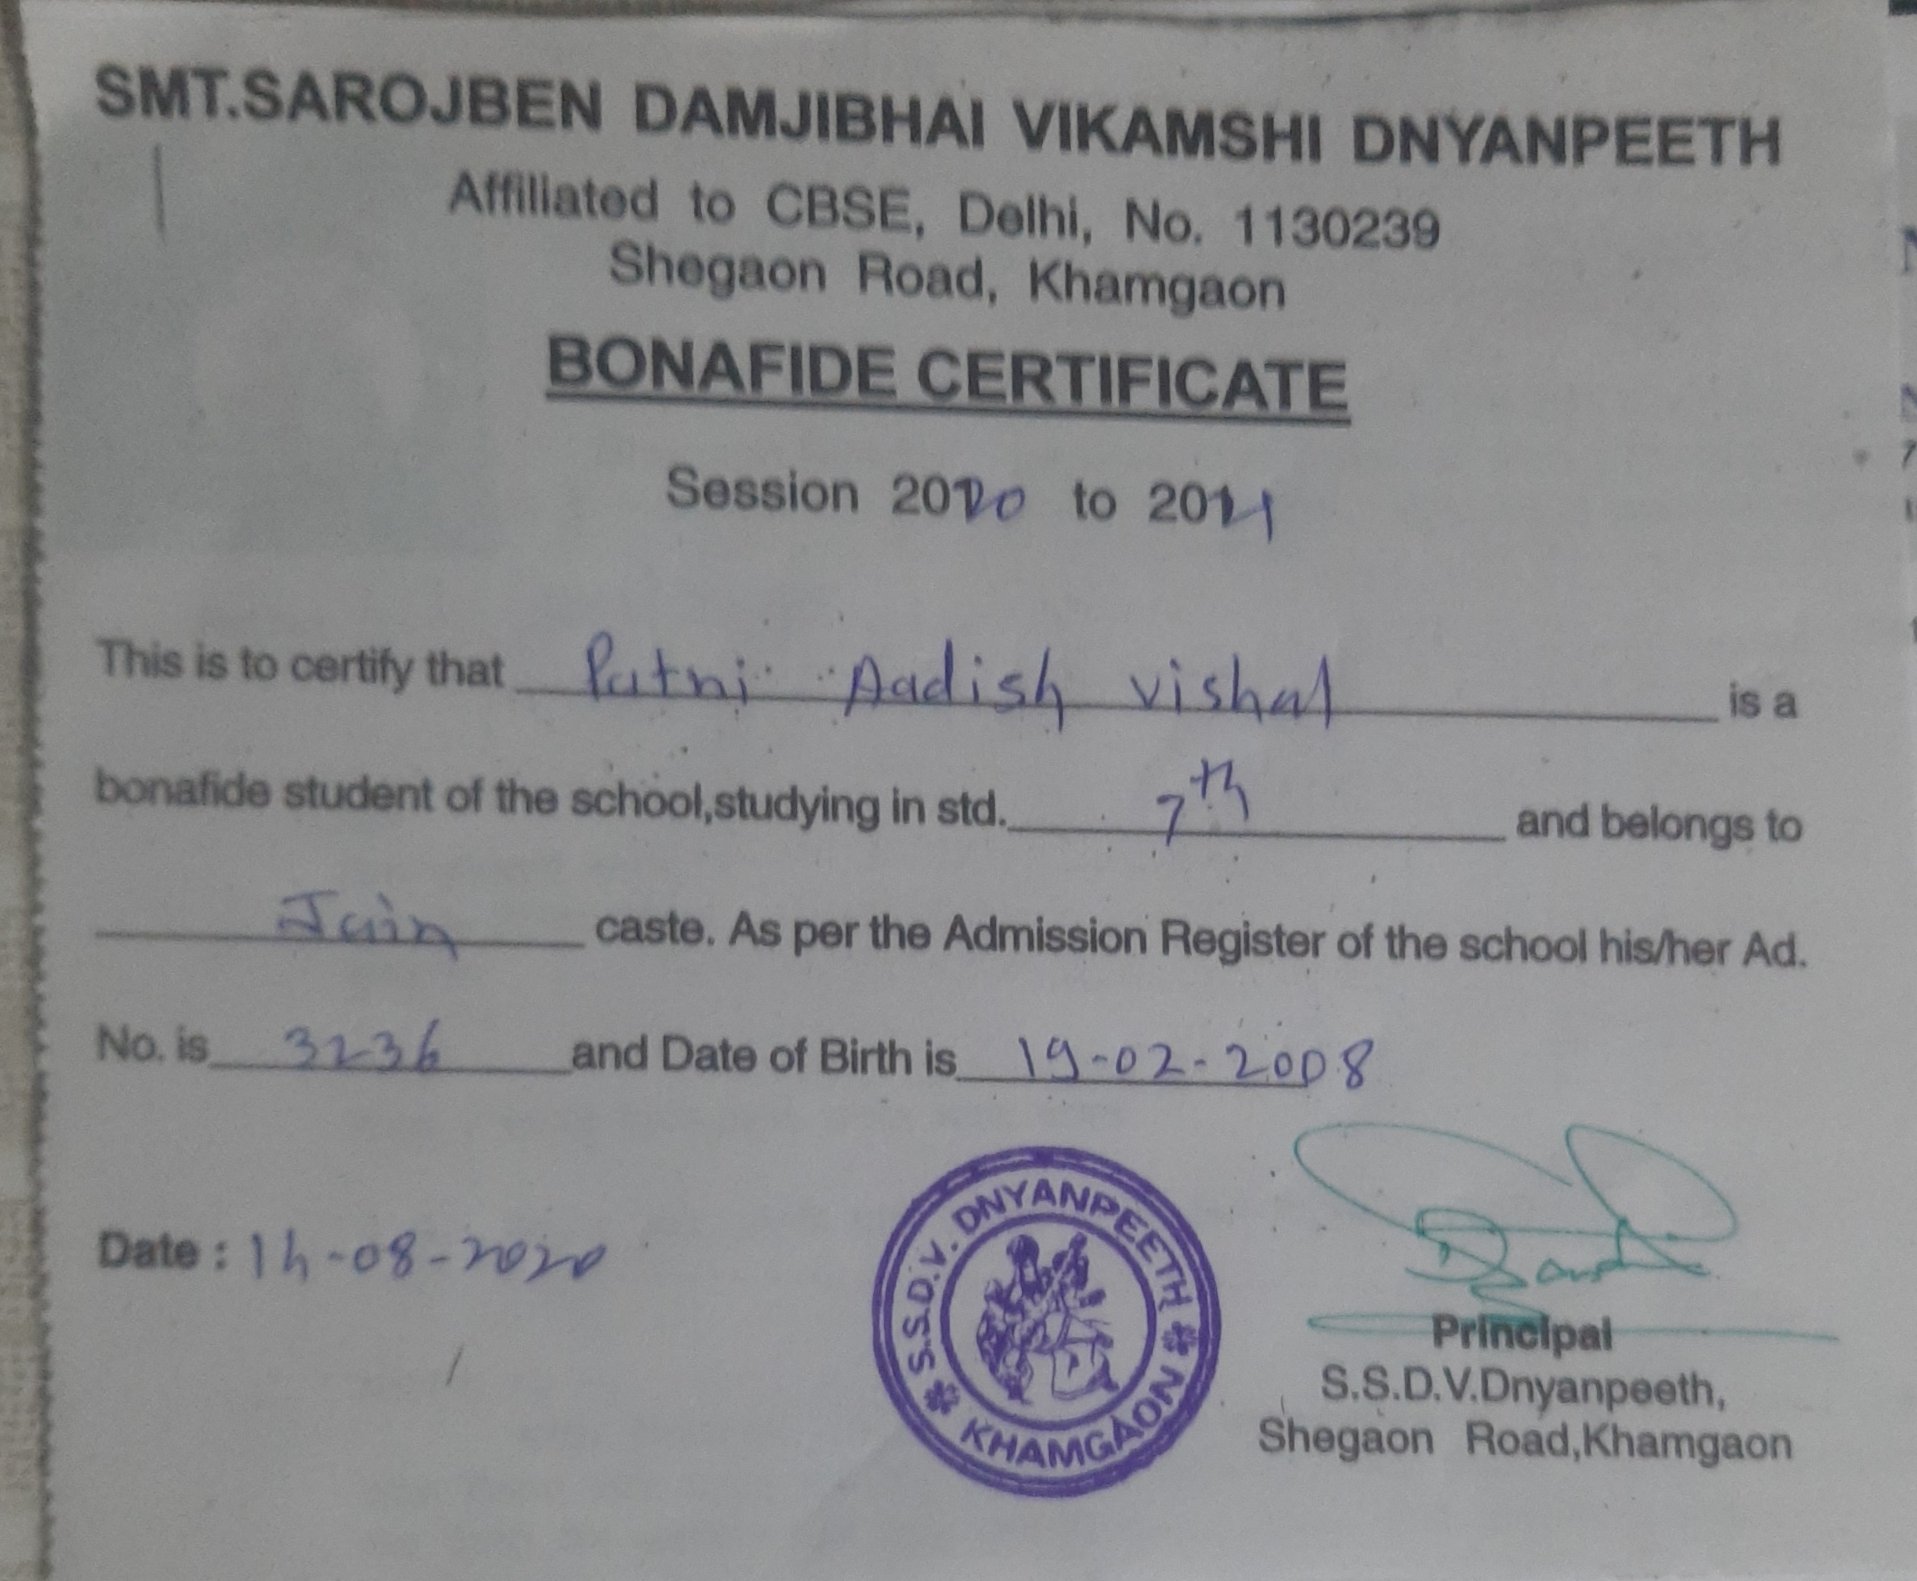 SMT.SAROJBEN DAMJIBHAI VIKAMSHI DNYANPEETH
Affiliated to CBSE, Delhi, No. 1130239
Shegaon Road, Khamgaon
BONAFIDE CERTIFICATE
Session 2020 to 2021
This is to certify that Patni Aadish vishal is a
bonafide student of the school,studying in std. 7th and belongs to
Jain caste. As per the Admission Register of the school his/her Ad.
No. is 3236 and Date of Birth is 19-02-2008
Date : 14-08-2020
S.S.D.V. DNYANPEETH
KHAMGAON
Principal
S.S.D.V.Dnyanpeeth,
Shegaon Road,Khamgaon